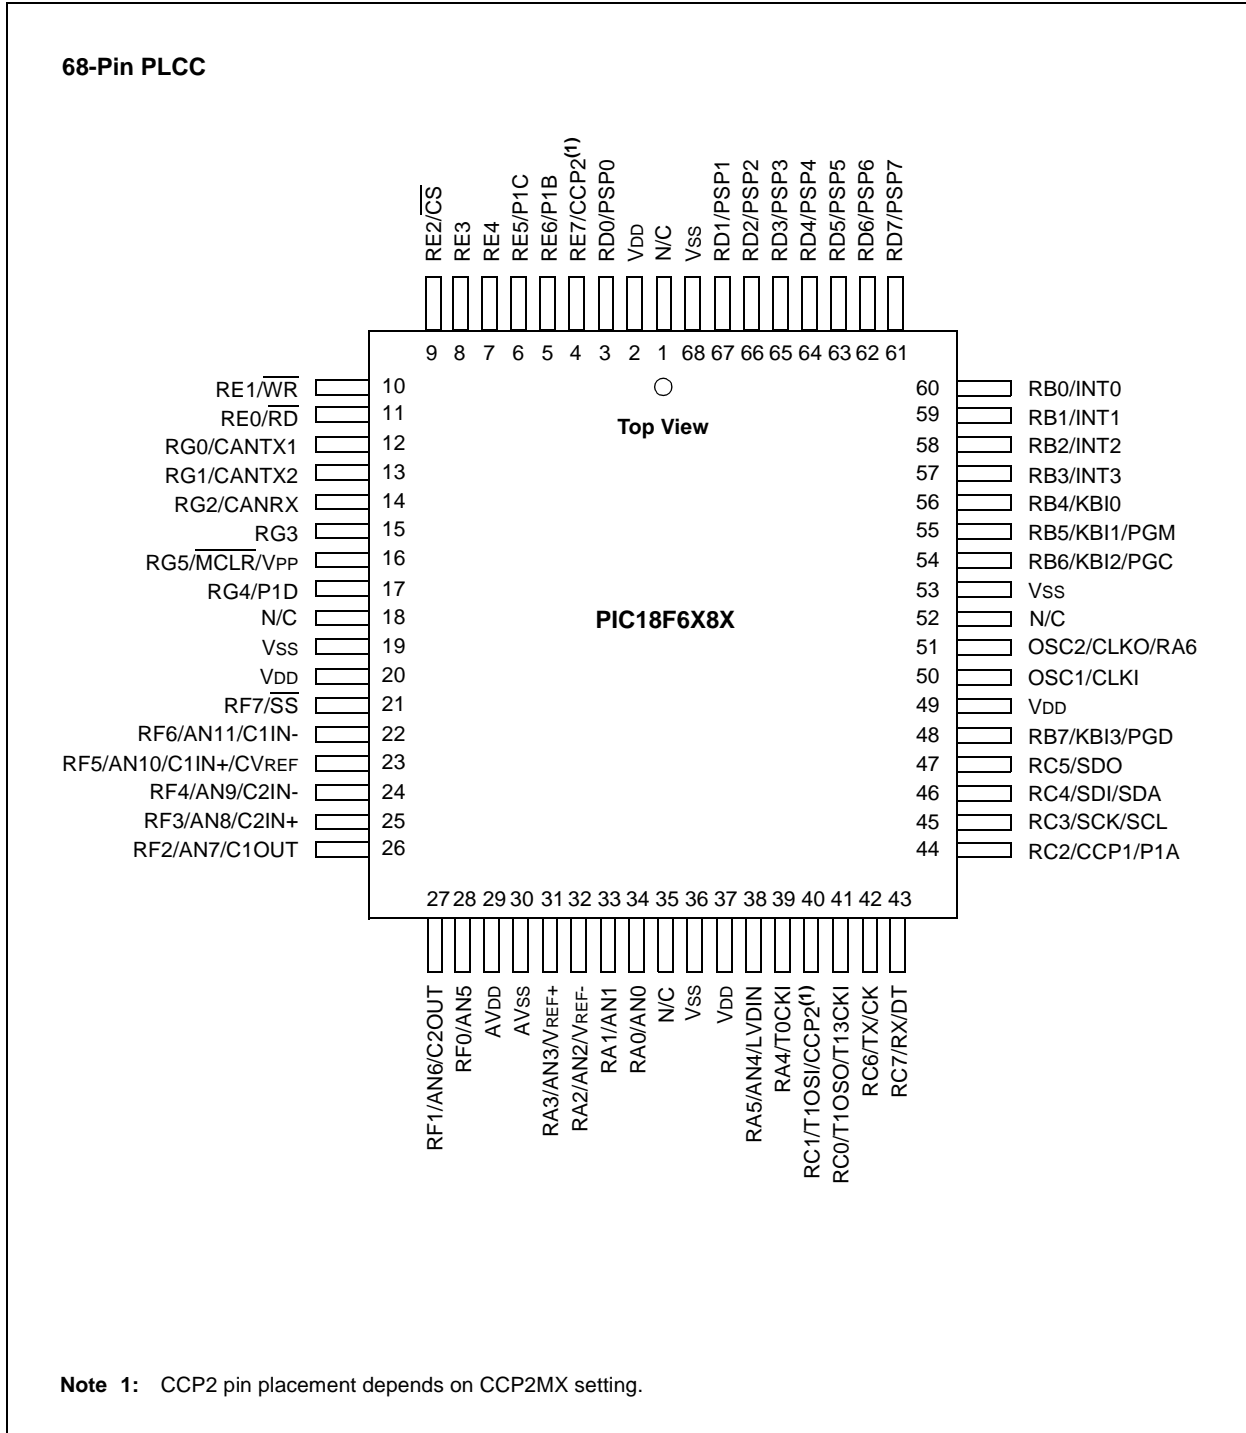 68-Pin PLCC
RE2/CS
RE3
RE4
RE5/P1C
RE6/P1B
RE7/CCP2(1)
RD0/PSP0
VDD
N/C
VSS
RD1/PSP1
RD2/PSP2
RD3/PSP3
RD4/PSP4
RD5/PSP5
RD6/PSP6
RD7/PSP7
9 8 7 6 5 4 3 2 1 68 67 66 65 64 63 62 61
Top View
PIC18F6X8X
RE1/WR 10
RE0/RD 11
RG0/CANTX1 12
RG1/CANTX2 13
RG2/CANRX 14
RG3 15
RG5/MCLR/VPP 16
RG4/P1D 17
N/C 18
VSS 19
VDD 20
RF7/SS 21
RF6/AN11/C1IN- 22
RF5/AN10/C1IN+/CVREF 23
RF4/AN9/C2IN- 24
RF3/AN8/C2IN+ 25
RF2/AN7/C1OUT 26
60 RB0/INT0
59 RB1/INT1
58 RB2/INT2
57 RB3/INT3
56 RB4/KBI0
55 RB5/KBI1/PGM
54 RB6/KBI2/PGC
53 VSS
52 N/C
51 OSC2/CLKO/RA6
50 OSC1/CLKI
49 VDD
48 RB7/KBI3/PGD
47 RC5/SDO
46 RC4/SDI/SDA
45 RC3/SCK/SCL
44 RC2/CCP1/P1A
27 28 29 30 31 32 33 34 35 36 37 38 39 40 41 42 43
RF1/AN6/C2OUT
RF0/AN5
AVDD
AVSS
RA3/AN3/VREF+
RA2/AN2/VREF-
RA1/AN1
RA0/AN0
N/C
VSS
VDD
RA5/AN4/LVDIN
RA4/T0CKI
RC1/T1OSI/CCP2(1)
RC0/T1OSO/T13CKI
RC6/TX/CK
RC7/RX/DT
Note 1: CCP2 pin placement depends on CCP2MX setting.